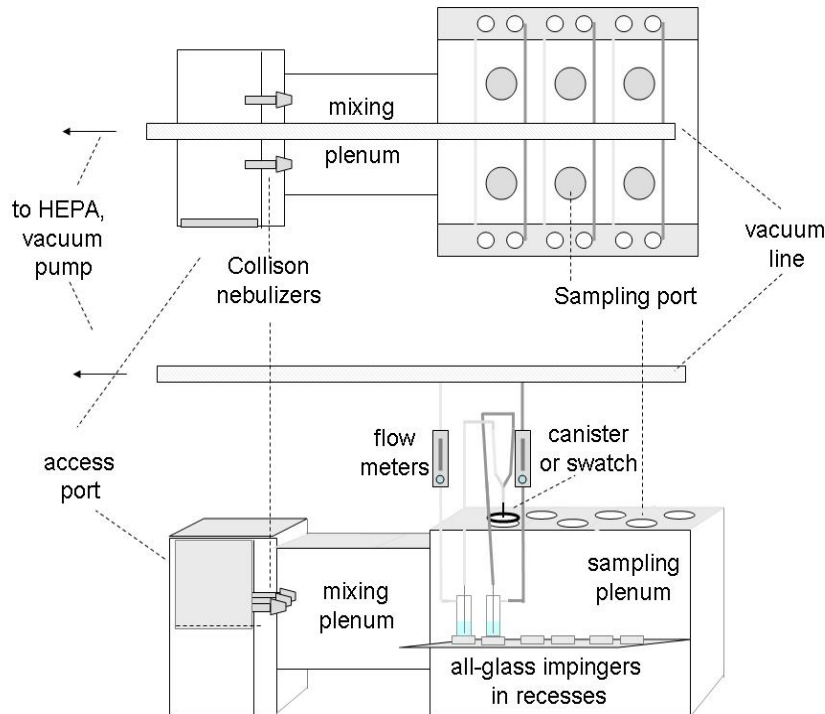 mixing
plenum
to HEPA,
vacuum
pump
Collison
nebulizers
Sampling port
vacuum
line
flow
meters
canister
or swatch
access
port
mixing
plenum
sampling
plenum
all-glass impingers
in recesses